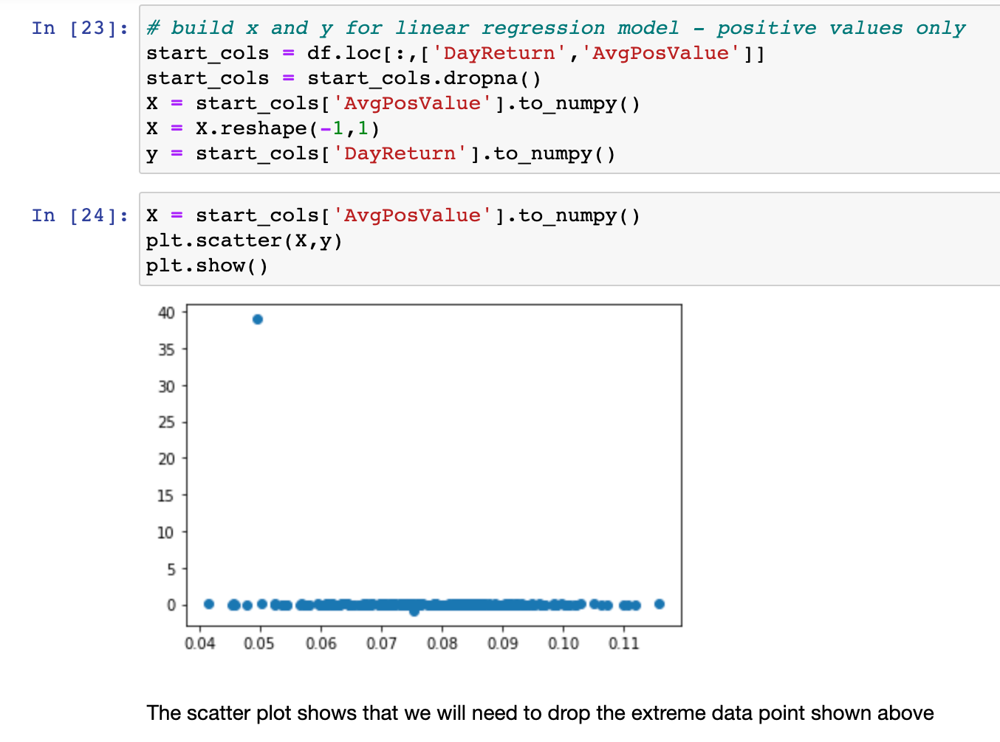 In [23]: # build x and y for linear regression model - positive values only
start_cols = df.loc[:,['DayReturn','AvgPosValue']]
start_cols = start_cols.dropna()
X = start_cols['AvgPosValue'].to_numpy()
X = X.reshape(-1,1)
y = start_cols['DayReturn'].to_numpy()
In [24]: X = start_cols['AvgPosValue'].to_numpy()
plt.scatter(X,y)
plt.show()
40
35
30
25
20
15
10
5
0
0.04 0.05 0.06 0.07 0.08 0.09 0.10 0.11
The scatter plot shows that we will need to drop the extreme data point shown above